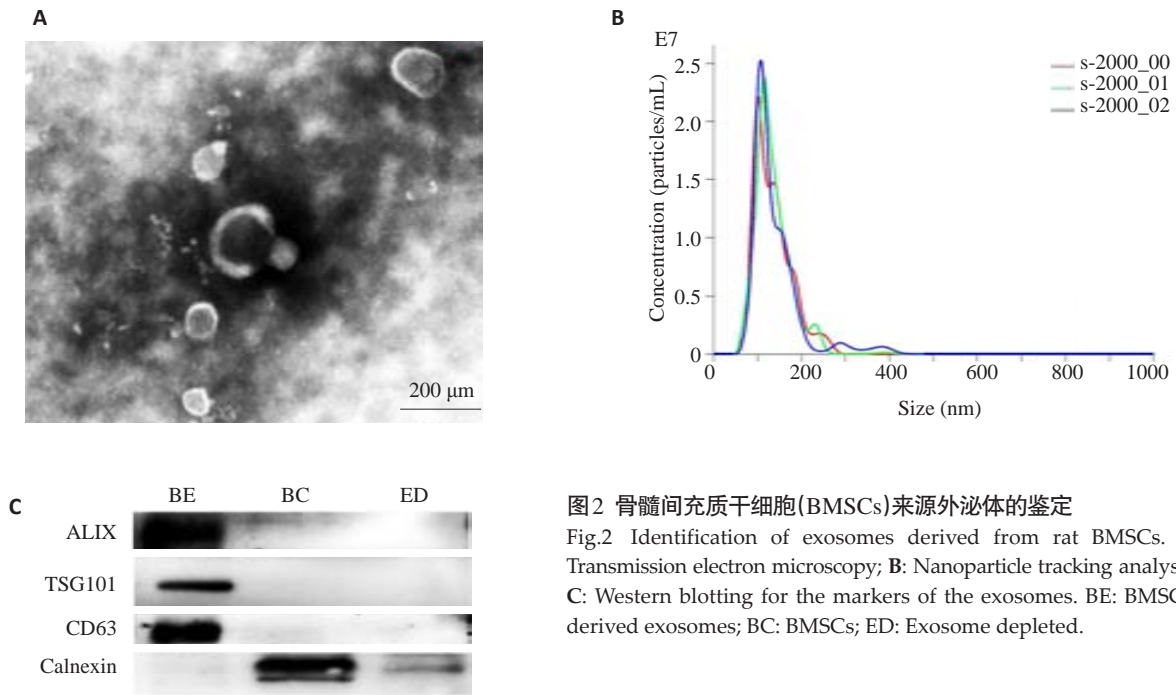 A
200 μm
B
E7
Concentration (particles/mL)
2.5
2.0
1.5
1.0
0.5
0
0 200 400 600 800 1000
Size (nm)
s-2000_00
s-2000_01
s-2000_02
C
BE BC ED
ALIX
TSG101
CD63
Calnexin
图2 骨髓间充质干细胞(BMSCs)来源外泌体的鉴定
Fig.2 Identification of exosomes derived from rat BMSCs.
Transmission electron microscopy; B: Nanoparticle tracking
C: Western blotting for the markers of the exosomes. BE:
derived exosomes; BC: BMSCs; ED: Exosome depleted.